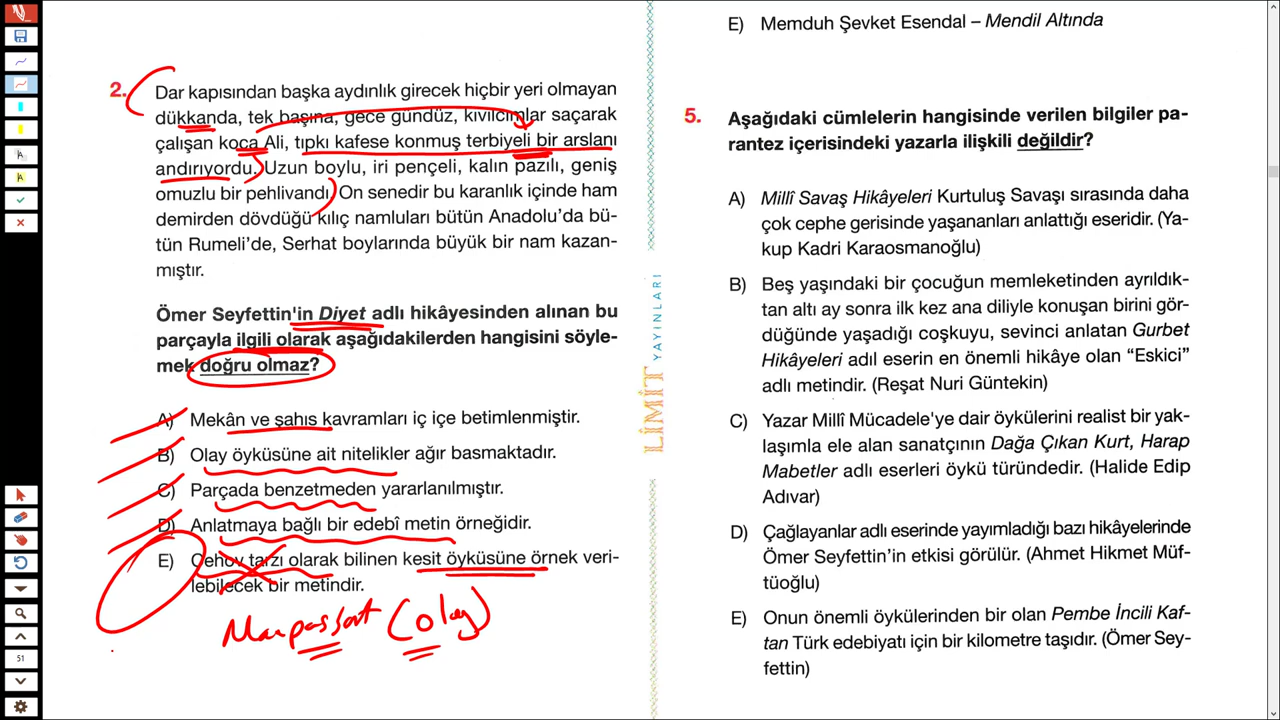 2.
Dar kapısından başka aydınlık girecek hiçbir yeri olmayan
dükkanda, tek başına, gece gündüz, kıvılcımlar saçarak
çalışan koca Ali, tıpkı kafese konmuş terbiyeli bir arslanı
andırıyordu. Uzun boylu, iri pençeli, kalın pazılı, geniş
omuzlu bir pehlivandı. On senedir bu karanlık içinde ham
demirden dövdüğü kılıç namluları bütün Anadolu'da bü-
tün Rumeli'de, Serhat boylarında büyük bir nam kazan-
mıştır.
Ömer Seyfettin'in Diyet adlı hikâyesinden alınan bu
parçayla ilgili olarak aşağıdakilerden hangisini söyle-
mek doğru olmaz?
A) Mekân ve şahıs kavramları iç içe betimlenmiştir.
B) Olay öyküsüne ait nitelikler ağır basmaktadır.
C) Parçada benzetmeden yararlanılmıştır.
D) Anlatmaya bağlı bir edebî metin örneğidir.
E) Çehov tarzı olarak bilinen kesit öyküsüne örnek veri-
lebilecek bir metindir.
Maupassant (olay)
LİMİT YAYINLARI
E) Memduh Şevket Esendal – Mendil Altında
5. Aşağıdaki cümlelerin hangisinde verilen bilgiler pa-
rantez içerisindeki yazarla ilişkili değildir?
A) Millî Savaş Hikâyeleri Kurtuluş Savaşı sırasında daha
çok cephe gerisinde yaşananları anlattığı eseridir. (Ya-
kup Kadri Karaosmanoğlu)
B) Beş yaşındaki bir çocuğun memleketinden ayrıldık-
tan altı ay sonra ilk kez ana diliyle konuşan birini gör-
düğünde yaşadığı coşkuyu, sevinci anlatan Gurbet
Hikâyeleri adıl eserin en önemli hikâye olan “Eskici”
adlı metindir. (Reşat Nuri Güntekin)
C) Yazar Millî Mücadele'ye dair öykülerini realist bir yak-
laşımla ele alan sanatçının Dağa Çıkan Kurt, Harap
Mabetler adlı eserleri öykü türündedir. (Halide Edip
Adıvar)
D) Çağlayanlar adlı eserinde yayımladığı bazı hikâyelerinde
Ömer Seyfettin'in etkisi görülür. (Ahmet Hikmet Müf-
tüoğlu)
E) Onun önemli öykülerinden bir olan Pembe İncili Kaf-
tan Türk edebiyatı için bir kilometre taşıdır. (Ömer Sey-
fettin)
51